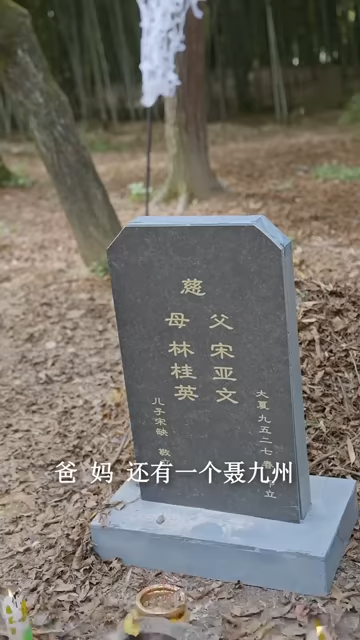 慈
父 宋亚文
母 林桂英
大夏九五二七春 立
儿子宋映 敬
爸 妈 还有一个聂九州